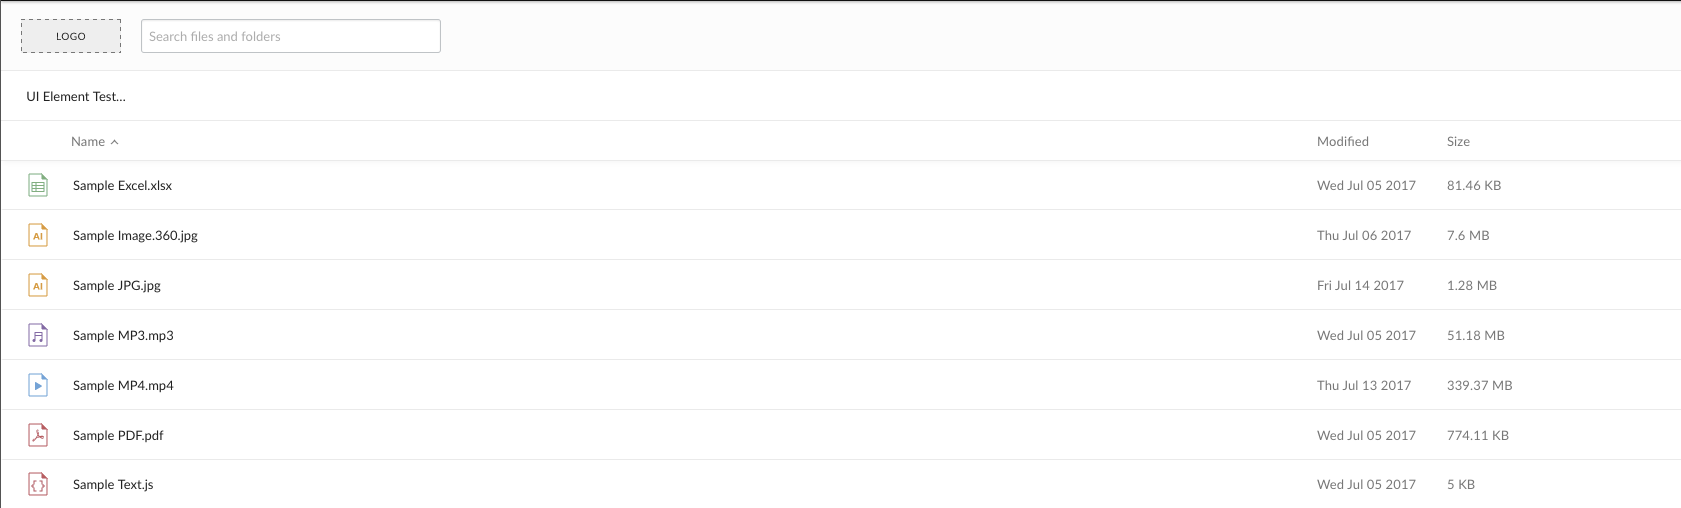 LOGO
Search files and folders
UI Element Test...
Name Modified Size
Sample Excel.xlsx Wed Jul 05 2017 81.46 KB
AI Sample Image.360.jpg Thu Jul 06 2017 7.6 MB
AI Sample JPG.jpg Fri Jul 14 2017 1.28 MB
Sample MP3.mp3 Wed Jul 05 2017 51.18 MB
Sample MP4.mp4 Thu Jul 13 2017 339.37 MB
Sample PDF.pdf Wed Jul 05 2017 774.11 KB
{} Sample Text.js Wed Jul 05 2017 5 KB